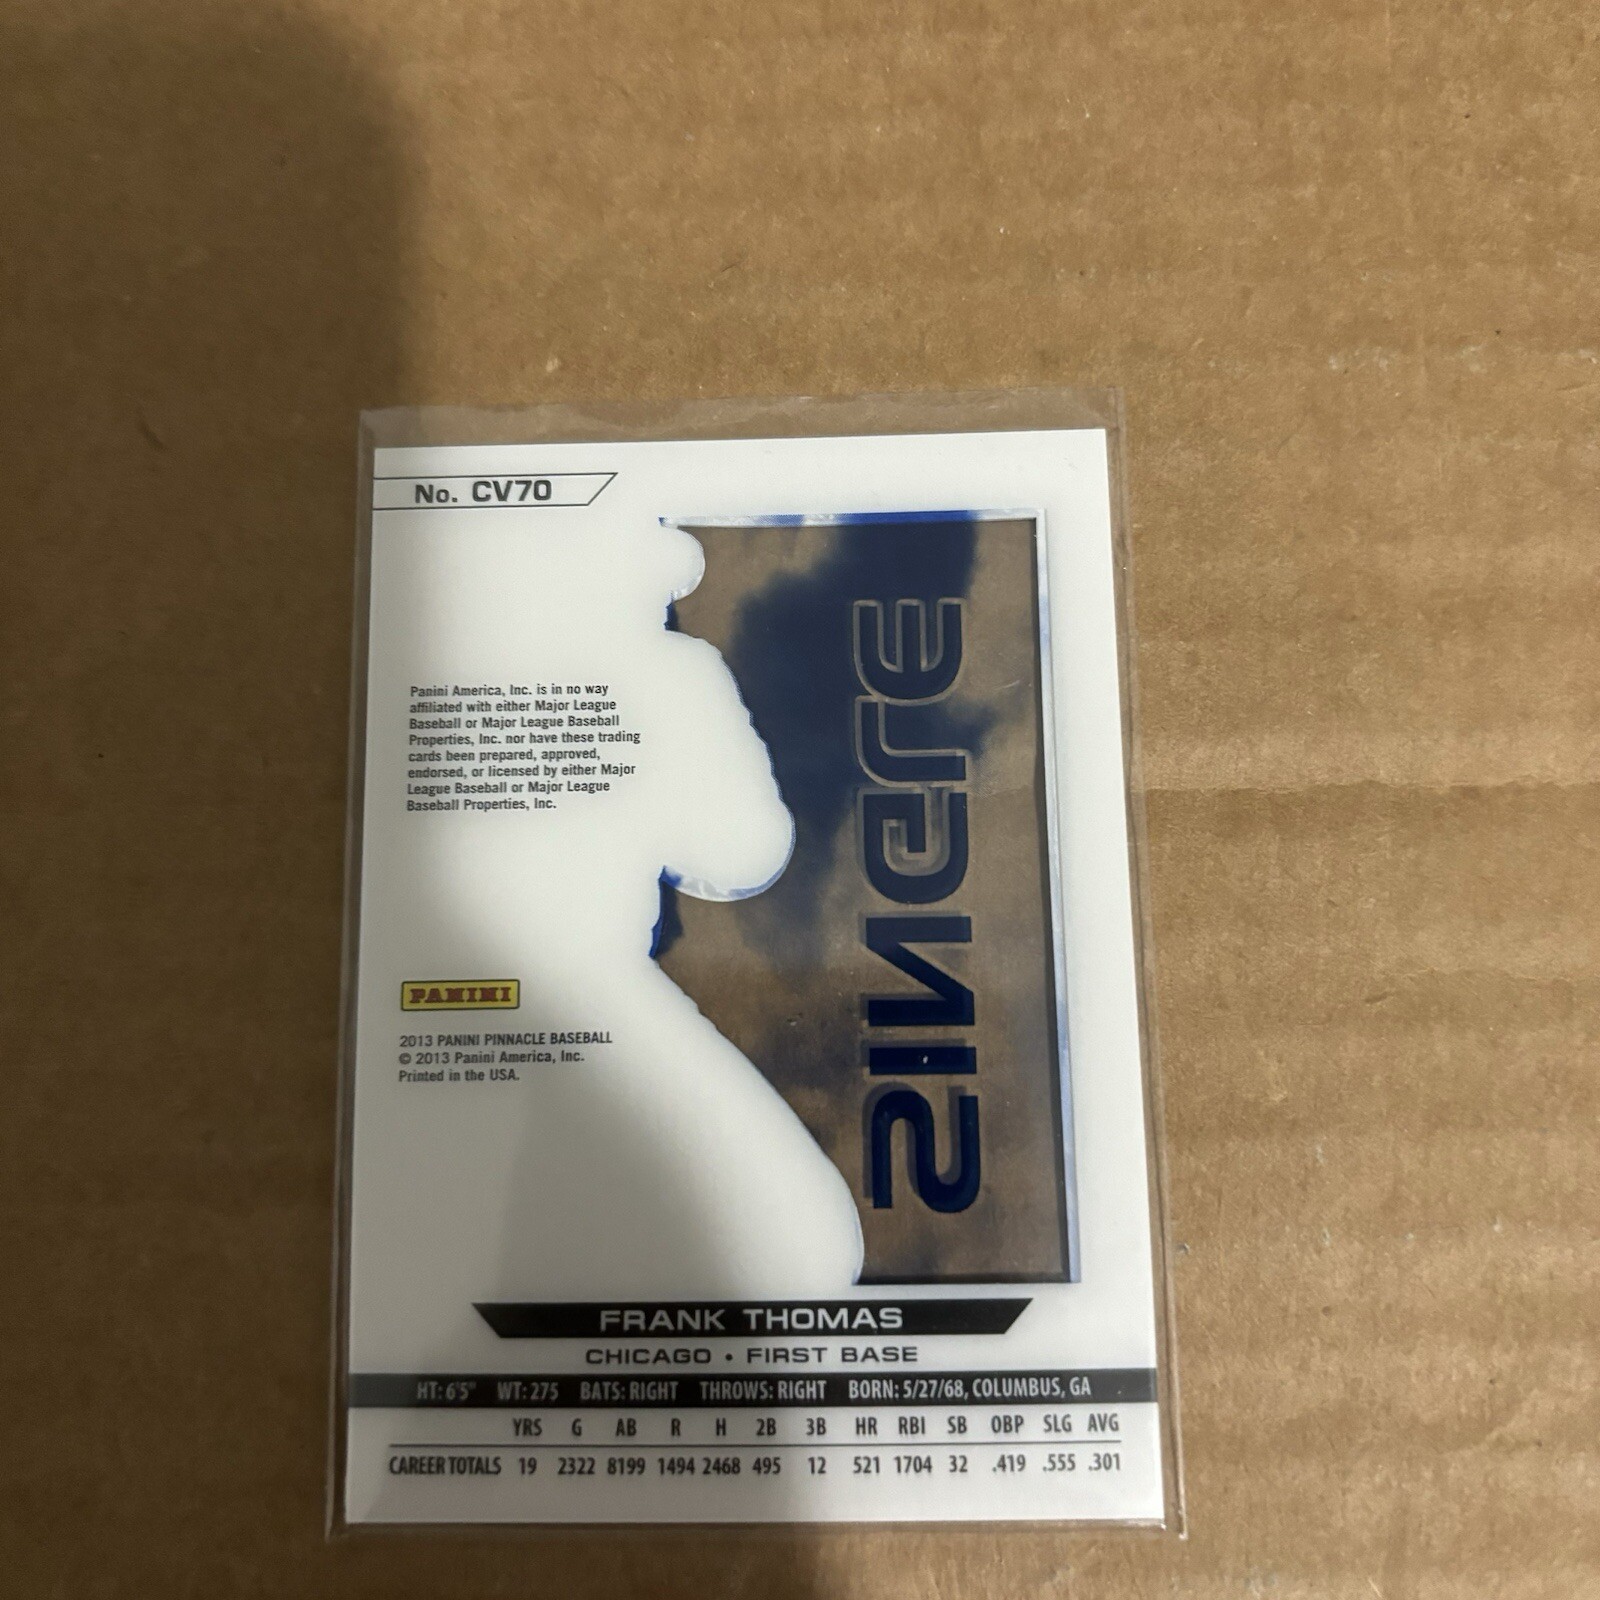 No. CV70
Panini America, Inc. is in no way
affiliated with either Major League
Baseball or Major League Baseball
Properties, Inc. nor have these trading
cards been prepared, approved,
endorsed, or licensed by either Major
League Baseball or Major League
Baseball Properties, Inc.
SINGLE
PANINI
2013 PANINI PINNACLE BASEBALL
© 2013 Panini America, Inc.
Printed in the USA.
FRANK THOMAS
CHICAGO • FIRST BASE
HT: 6'5" WT: 275 BATS: RIGHT THROWS: RIGHT BORN: 5/27/68, COLUMBUS, GA
YRS G AB R H 2B 3B HR RBI SB OBP SLG AVG
CAREER TOTALS 19 2322 8199 1494 2468 495 12 521 1704 32 .419 .555 .301